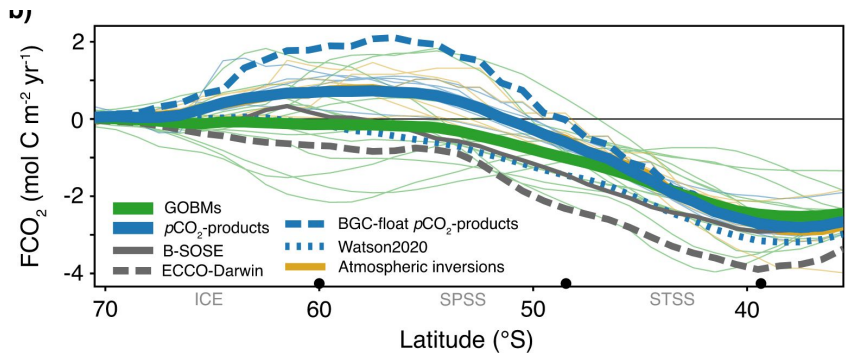 b)
FCO2 (mol C m-2 yr-1)
2
0
-2
-4
GOBMs
pCO2-products
B-SOSE
ECCO-Darwin
BGC-float pCO2-products
Watson2020
Atmospheric inversions
ICE
SPSS
STSS
70
60
50
40
Latitude (°S)